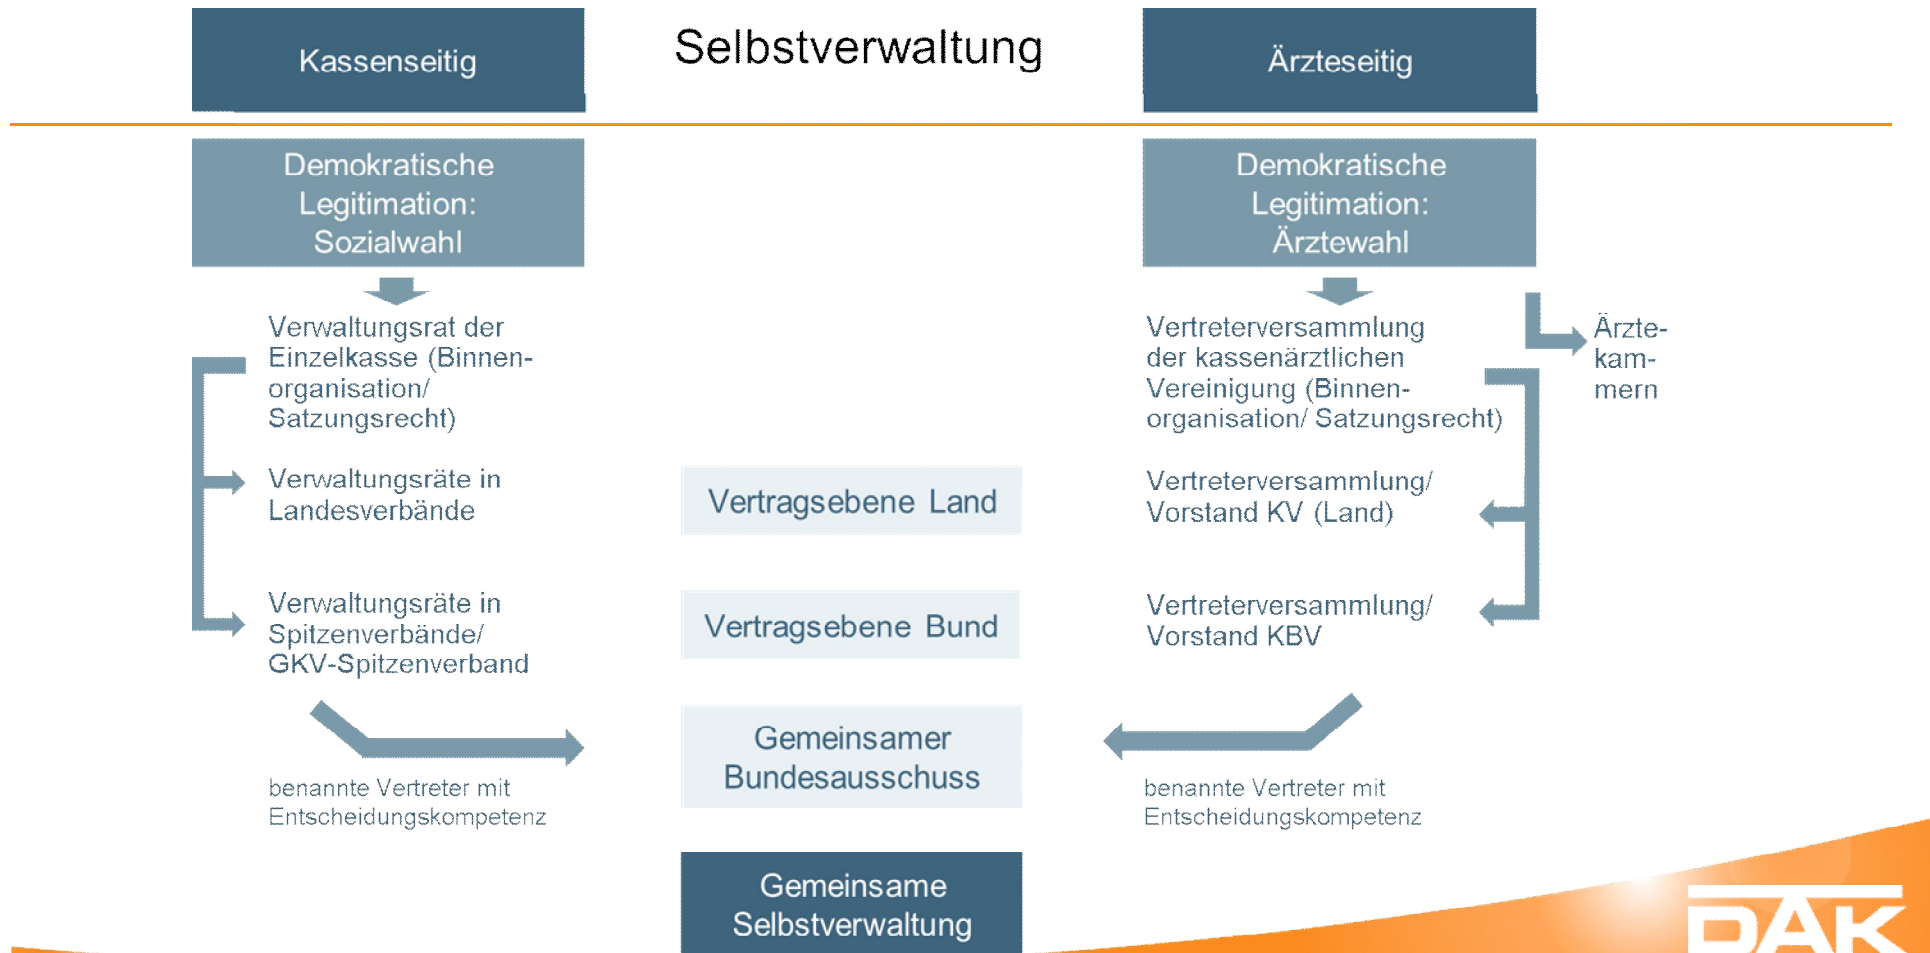 Kassenseitig
Selbstverwaltung
Ärzteseitig
Demokratische
Legitimation:
Sozialwahl
Demokratische
Legitimation:
Ärztewahl
Verwaltungsrat der
Einzelkasse (Binnen-
organisation/
Satzungsrecht)
Vertreterversammlung
der kassenärztlichen
Vereinigung (Binnen-
organisation/ Satzungsrecht)
Ärzte-
kam-
mern
Verwaltungsräte in
Landesverbände
Vertragsebene Land
Vertreterversammlung/
Vorstand KV (Land)
Verwaltungsräte in
Spitzenverbände/
GKV-Spitzenverband
Vertragsebene Bund
Vertreterversammlung/
Vorstand KBV
Gemeinsamer
Bundesausschuss
benannte Vertreter mit
Entscheidungskompetenz
benannte Vertreter mit
Entscheidungskompetenz
Gemeinsame
Selbstverwaltung
DAK